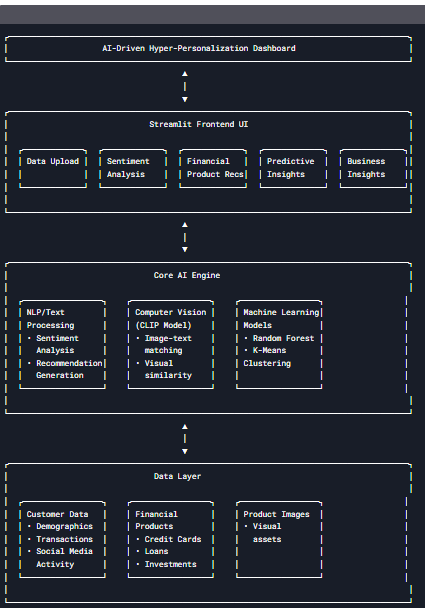 AI-Driven Hyper-Personalization Dashboard
Streamlit Frontend UI
Data Upload
Sentiment
Analysis
Financial
Product Recs
Predictive
Insights
Business
Insights
Core AI Engine
NLP/Text
Processing
• Sentiment
Analysis
• Recommendation
Generation
Computer Vision
(CLIP Model)
• Image-text
matching
• Visual
similarity
Machine Learning
Models
• Random Forest
• K-Means
Clustering
Data Layer
Customer Data
• Demographics
• Transactions
• Social Media
Activity
Financial
Products
• Credit Cards
• Loans
• Investments
Product Images
• Visual
assets